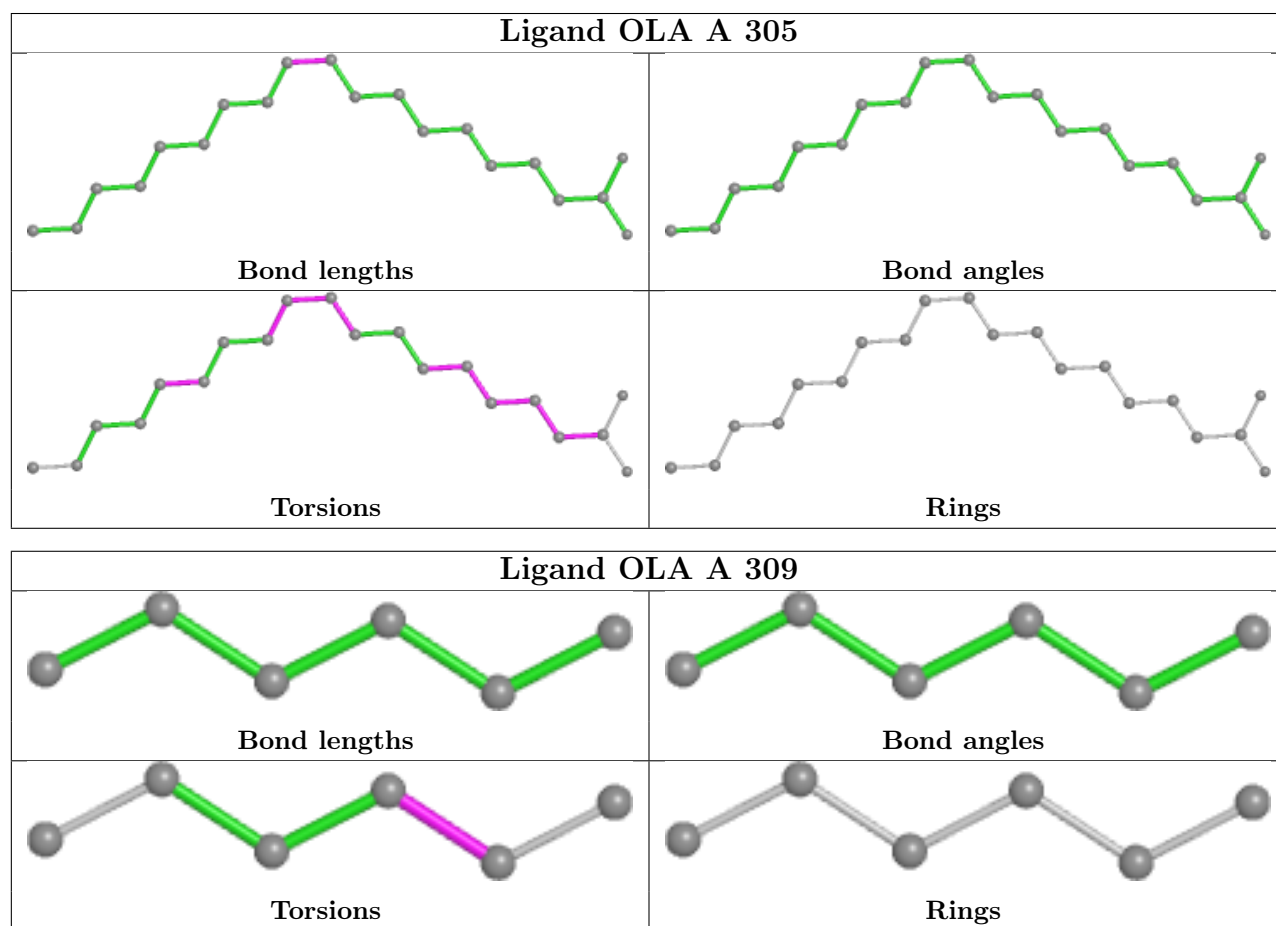 Ligand OLA A 305
Bond lengths
Bond angles
Torsions
Rings
Ligand OLA A 309
Bond lengths
Bond angles
Torsions
Rings